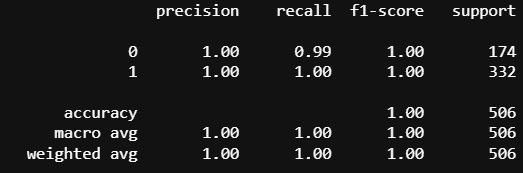 precision recall f1-score support
0 1.00 0.99 1.00 174
1 1.00 1.00 1.00 332
accuracy 1.00 506
macro avg 1.00 1.00 1.00 506
weighted avg 1.00 1.00 1.00 506